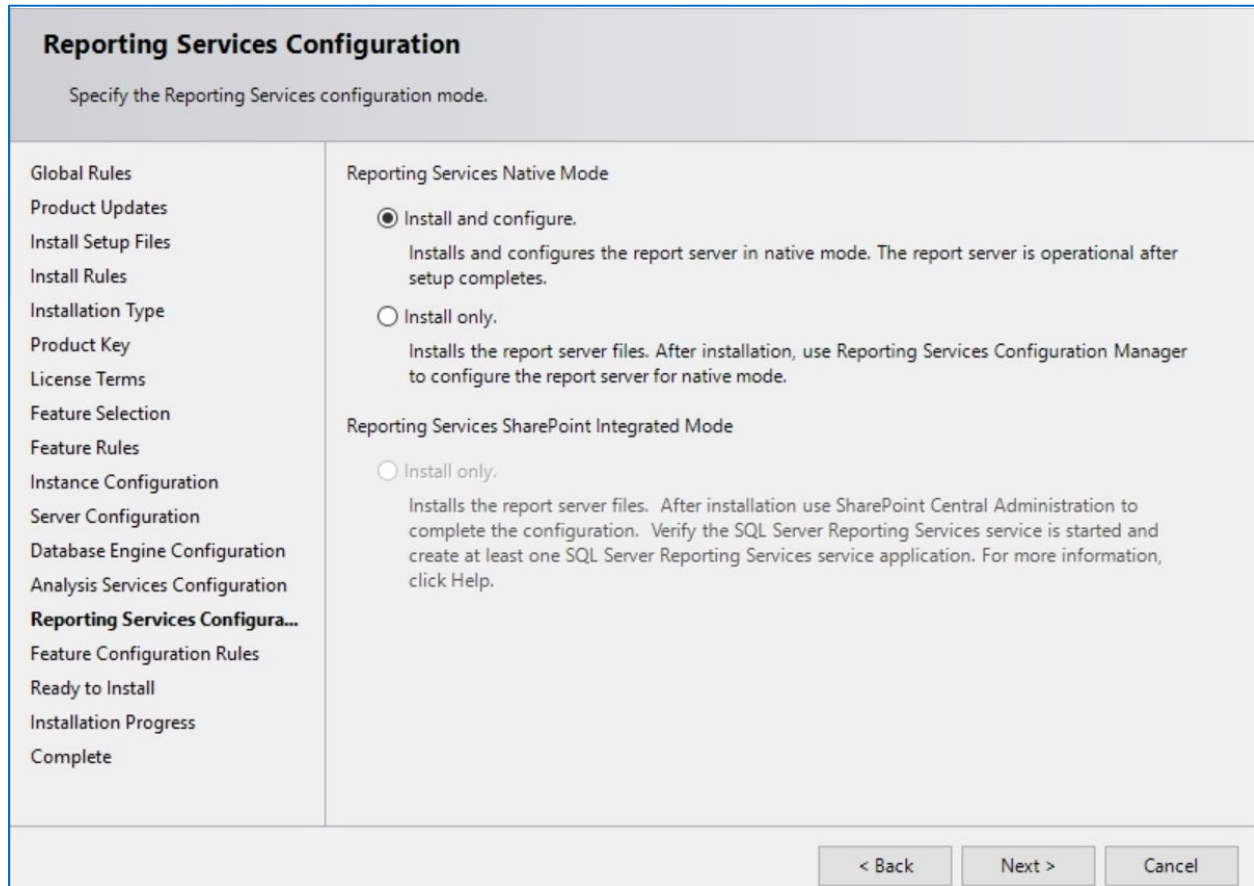 Reporting Services Configuration
Specify the Reporting Services configuration mode.
Global Rules
Product Updates
Install Setup Files
Install Rules
Installation Type
Product Key
License Terms
Feature Selection
Feature Rules
Instance Configuration
Server Configuration
Database Engine Configuration
Analysis Services Configuration
Reporting Services Configura...
Feature Configuration Rules
Ready to Install
Installation Progress
Complete
Reporting Services Native Mode
Install and configure.
Installs and configures the report server in native mode. The report server is operational after
setup completes.
Install only.
Installs the report server files. After installation, use Reporting Services Configuration Manager
to configure the report server for native mode.
Reporting Services SharePoint Integrated Mode
Install only.
Installs the report server files.  After installation use SharePoint Central Administration to
complete the configuration.  Verify the SQL Server Reporting Services service is started and
create at least one SQL Server Reporting Services service application. For more information,
click Help.
< Back
Next >
Cancel